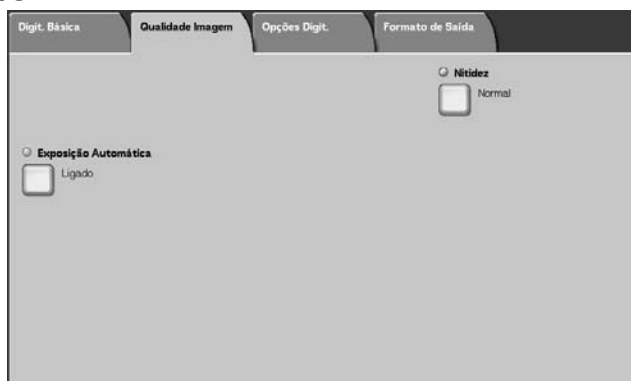 Digit. Básica
Qualidade Imagem
Opções Digit.
Formato de Saída
Nitidez
Normal
Exposição Automática
Ligado